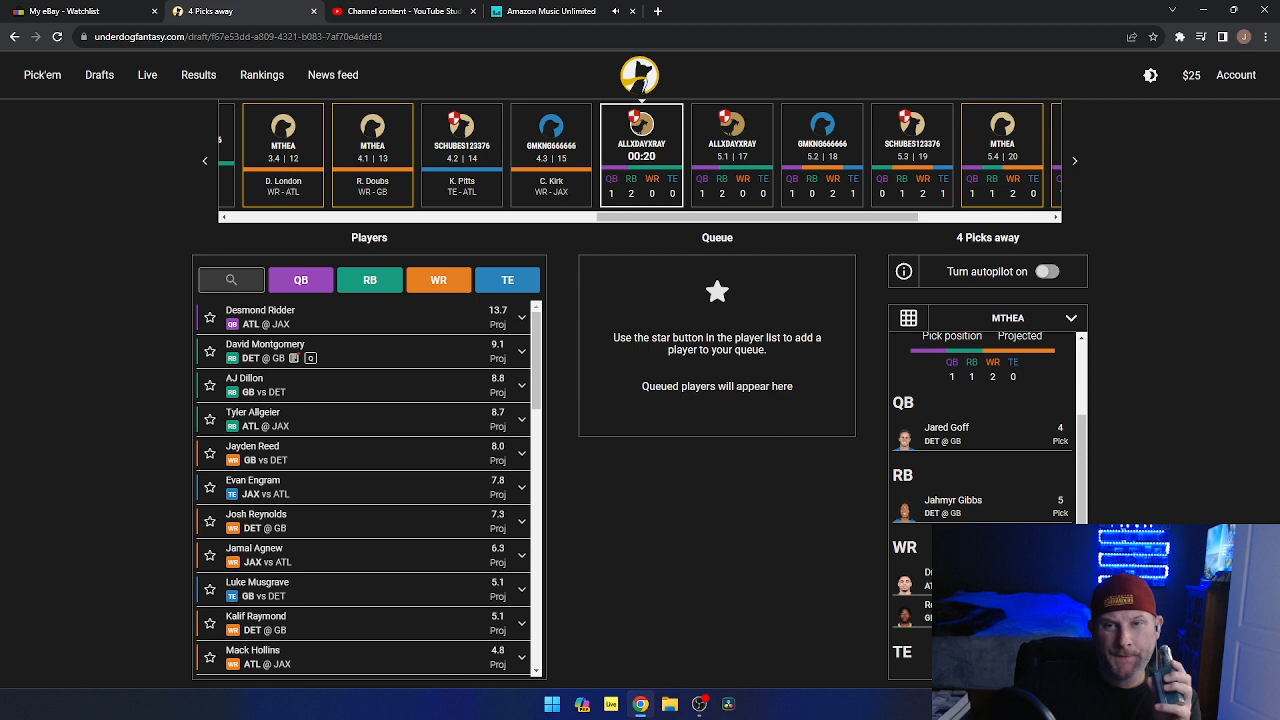 My eBay - Watchlist
4 Picks away
Channel content - YouTube Stud
Amazon Music Unlimited
underdogfantasy.com/draft/f67e53dd-a809-4321-b083-7af70e4defd3
J
Pick'em Drafts Live Results Rankings News feed
$25 Account
MTHEA
3.4 | 12
D. London
WR - ATL
MTHEA
4.1 | 13
R. Doubs
WR - GB
SCHUBES123376
4.2 | 14
K. Pitts
TE - ATL
GMKNG666666
4.3 | 15
C. Kirk
WR - JAX
ALLXDAYXRAY
00:20
QB RB WR TE
1 2 0 0
ALLXDAYXRAY
5.1 | 17
QB RB WR TE
1 2 0 0
GMKNG666666
5.2 | 18
QB RB WR TE
1 0 2 1
SCHUBES123376
5.3 | 19
QB RB WR TE
0 1 2 1
MTHEA
5.4 | 20
QB RB WR TE
1 1 2 0
Players
QB RB WR TE
Desmond Ridder 13.7
QB ATL @ JAX Proj
David Montgomery 9.1
RB DET @ GB Q Proj
AJ Dillon 8.8
RB GB vs DET Proj
Tyler Allgeier 8.7
RB ATL @ JAX Proj
Jayden Reed 8.0
WR GB vs DET Proj
Evan Engram 7.8
TE JAX vs ATL Proj
Josh Reynolds 7.3
WR DET @ GB Proj
Jamal Agnew 6.3
WR JAX vs ATL Proj
Luke Musgrave 5.1
TE GB vs DET Proj
Kalif Raymond 5.1
WR DET @ GB Proj
Mack Hollins 4.8
WR ATL @ JAX Proj
Queue
Use the star button in the player list to add a
player to your queue.
Queued players will appear here
4 Picks away
Turn autopilot on
MTHEA
Pick position Projected
QB RB WR TE
1 1 2 0
QB
Jared Goff 4
DET @ GB Pick
RB
Jahmyr Gibbs 5
DET @ GB Pick
WR
TE
Live